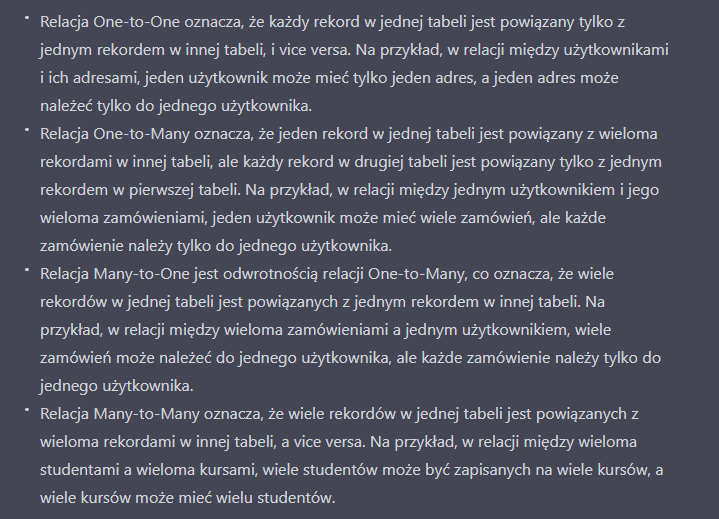 • Relacja One-to-One oznacza, że każdy rekord w jednej tabeli jest powiązany tylko z
jednym rekordem w innej tabeli, i vice versa. Na przykład, w relacji między użytkownikami
i ich adresami, jeden użytkownik może mieć tylko jeden adres, a jeden adres może
należeć tylko do jednego użytkownika.
• Relacja One-to-Many oznacza, że jeden rekord w jednej tabeli jest powiązany z wieloma
rekordami w innej tabeli, ale każdy rekord w drugiej tabeli jest powiązany tylko z jednym
rekordem w pierwszej tabeli. Na przykład, w relacji między jednym użytkownikiem i jego
wieloma zamówieniami, jeden użytkownik może mieć wiele zamówień, ale każde
zamówienie należy tylko do jednego użytkownika.
• Relacja Many-to-One jest odwrotnością relacji One-to-Many, co oznacza, że wiele
rekordów w jednej tabeli jest powiązanych z jednym rekordem w innej tabeli. Na
przykład, w relacji między wieloma zamówieniami a jednym użytkownikiem, wiele
zamówień może należeć do jednego użytkownika, ale każde zamówienie należy tylko do
jednego użytkownika.
• Relacja Many-to-Many oznacza, że wiele rekordów w jednej tabeli jest powiązanych z
wieloma rekordami w innej tabeli, a vice versa. Na przykład, w relacji między wieloma
studentami a wieloma kursami, wiele studentów może być zapisanych na wiele kursów, a
wiele kursów może mieć wielu studentów.